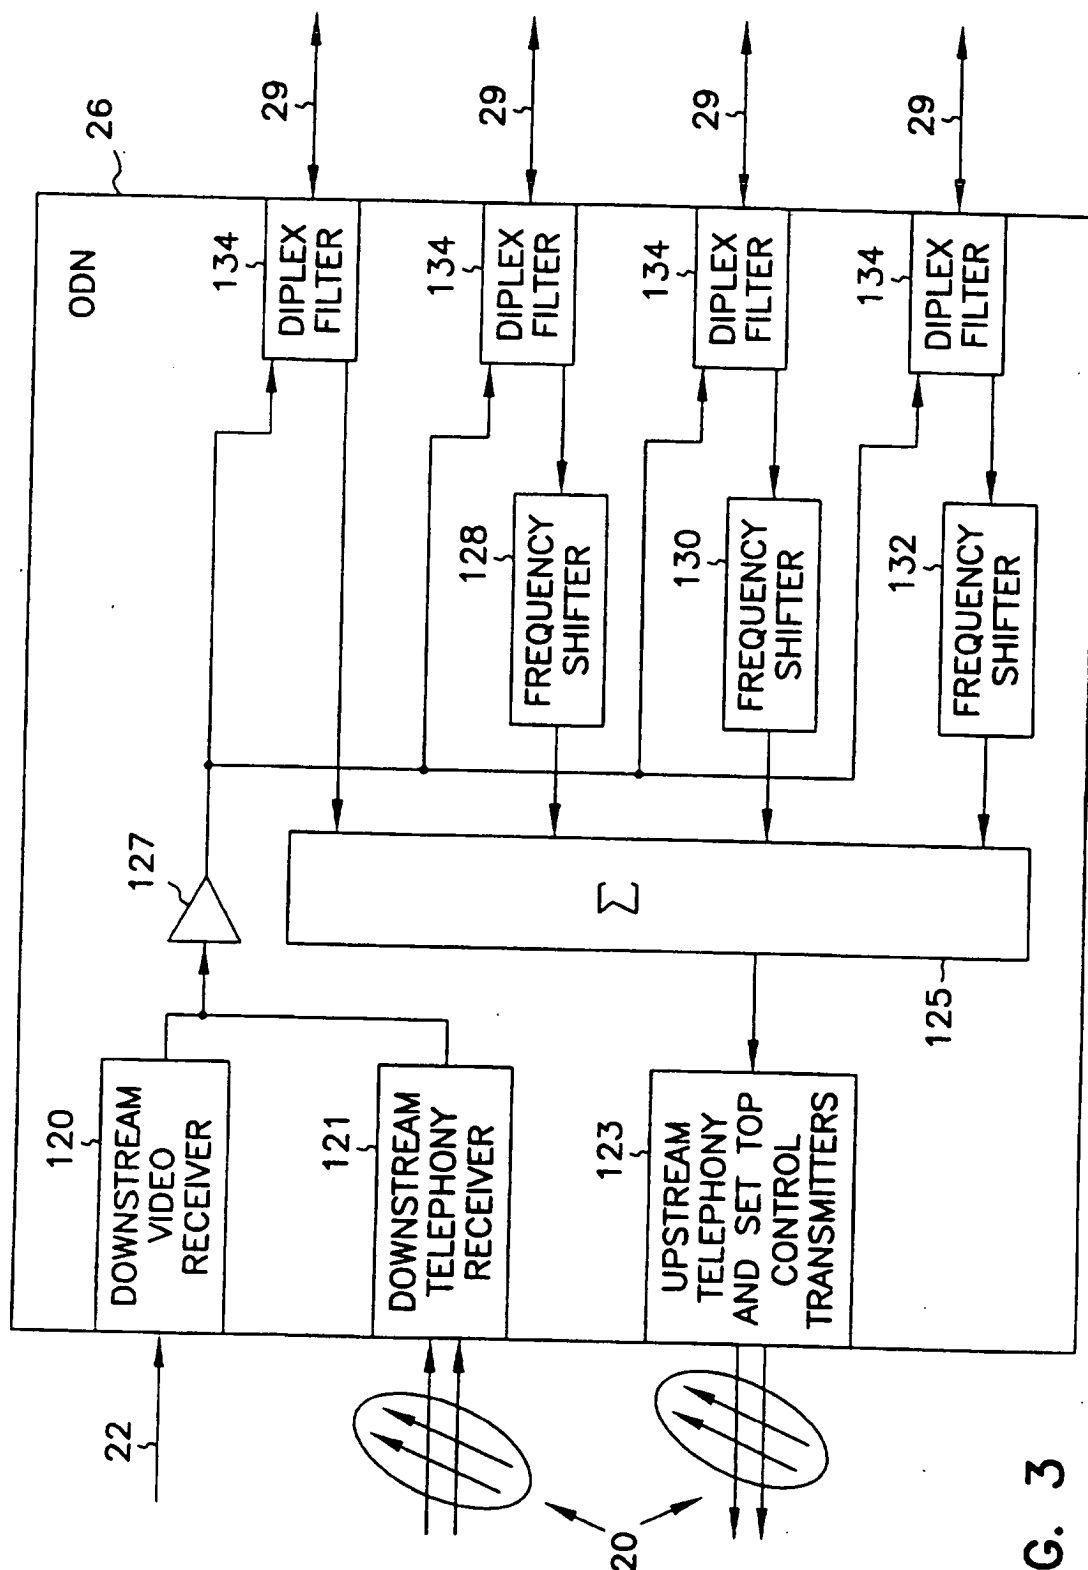 26
ODN
22
120
DOWNSTREAM
VIDEO
RECEIVER
127
134
DIPLEX
FILTER
29
20
121
DOWNSTREAM
TELEPHONY
RECEIVER
128
FREQUENCY
SHIFTER
134
DIPLEX
FILTER
29
123
UPSTREAM
TELEPHONY
AND SET TOP
CONTROL
TRANSMITTERS
Σ
125
130
FREQUENCY
SHIFTER
134
DIPLEX
FILTER
29
132
FREQUENCY
SHIFTER
134
DIPLEX
FILTER
29
G. 3